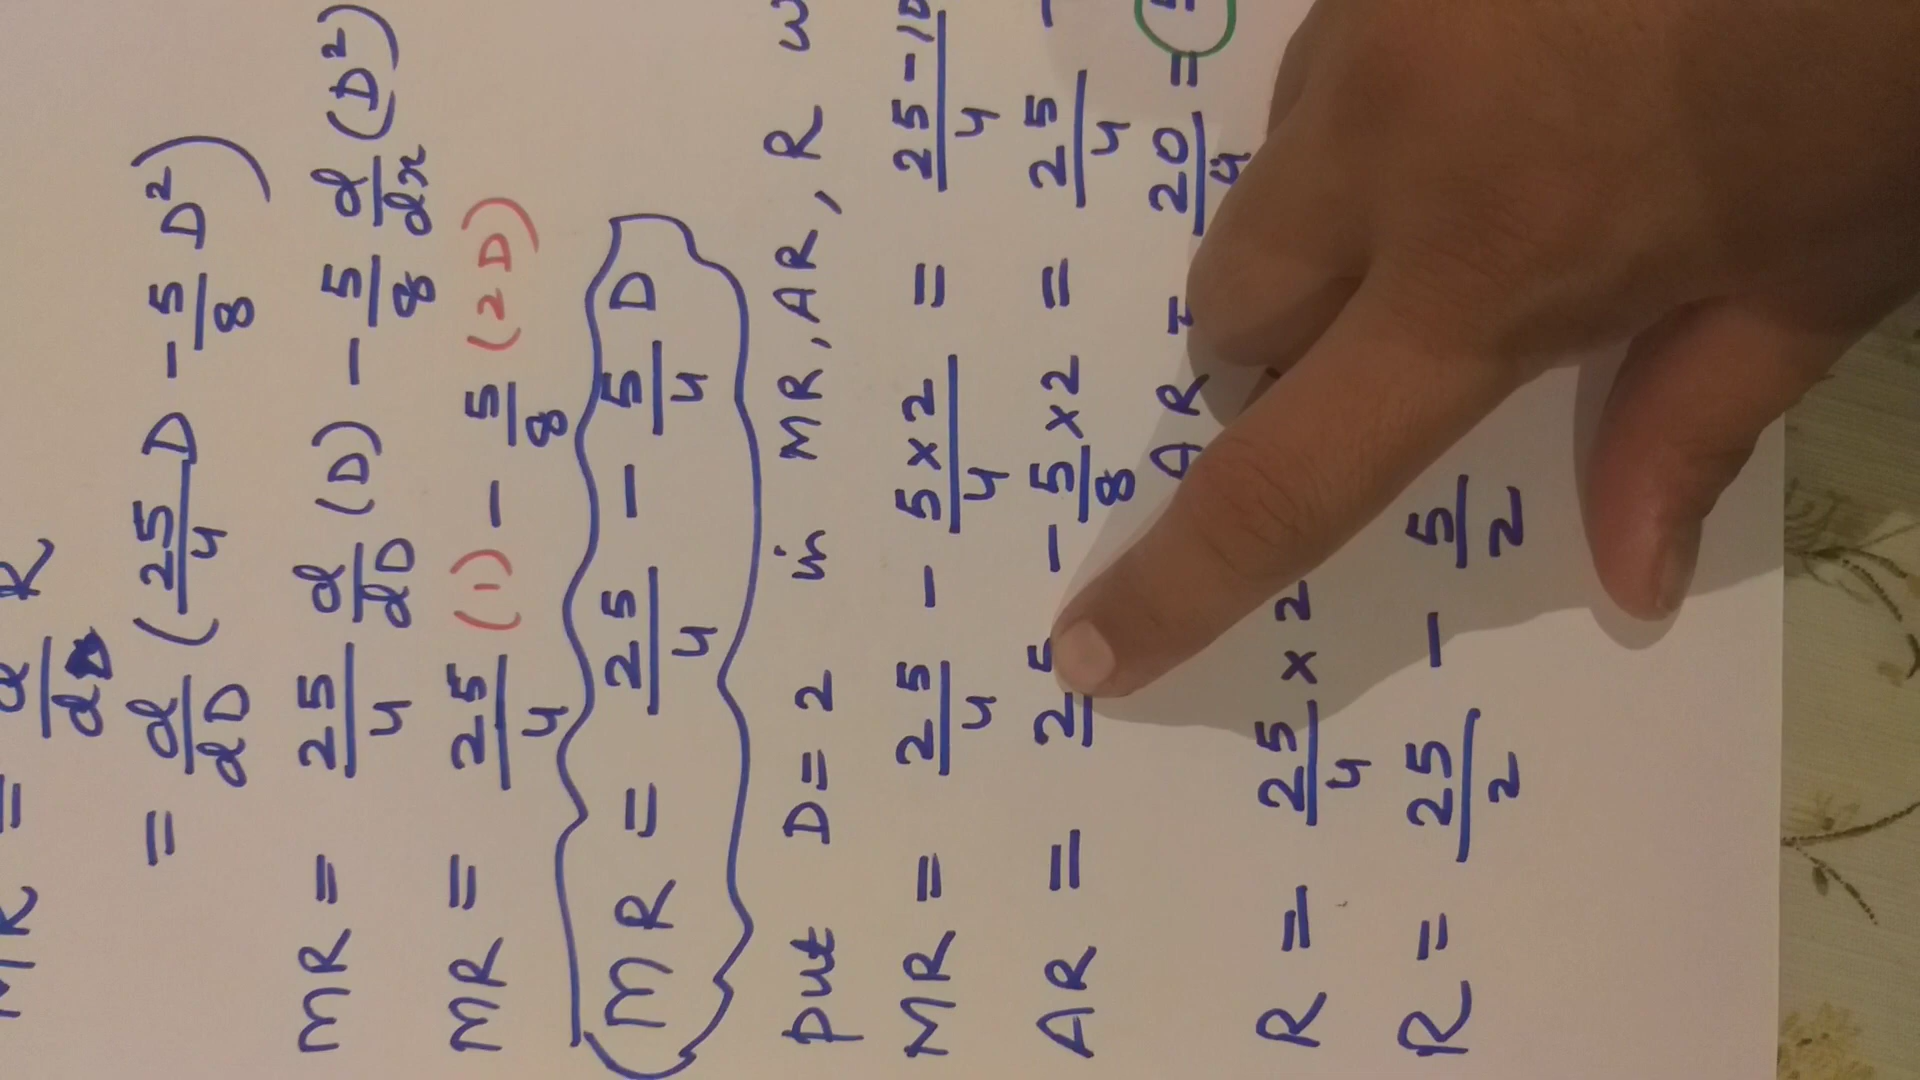 MR = d/dD R
= d/dD (25/4 D - 5/8 D²)
MR = 25/4 d/dD (D) - 5/8 d/dx (D²)
MR = 25/4 (1) - 5/8 (2D)
MR = 25/4 - 5/4 D
put D = 2 in MR, AR, R
MR = 25/4 - 5×2/4 = 25-10/4
AR = 25 - 5/8 ×2 = 25/4 -
AR = 20/4 =
R = 25/4 × 2
R = 25/2 - 5/2